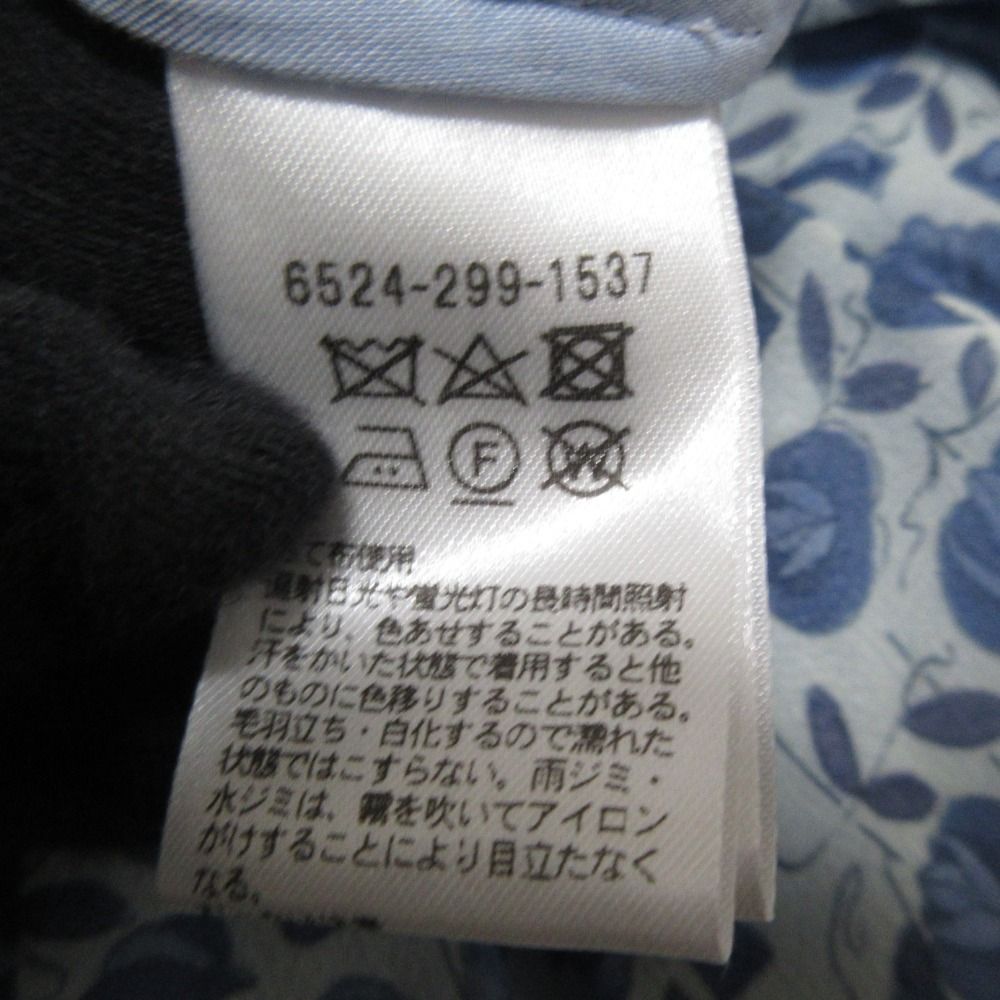 6524-299-1537
F
W
て布使用
射日光や蛍光灯の長時間照射
により、色あせすることがある。
汗をかいた状態で着用すると他
のものに色移りすることがある。
毛羽立ち・白化するので濡れた
状態ではこすらない。雨ジミ・
水ジミは、霧を吹いてアイロン
がけすることにより目立たなく
なる。